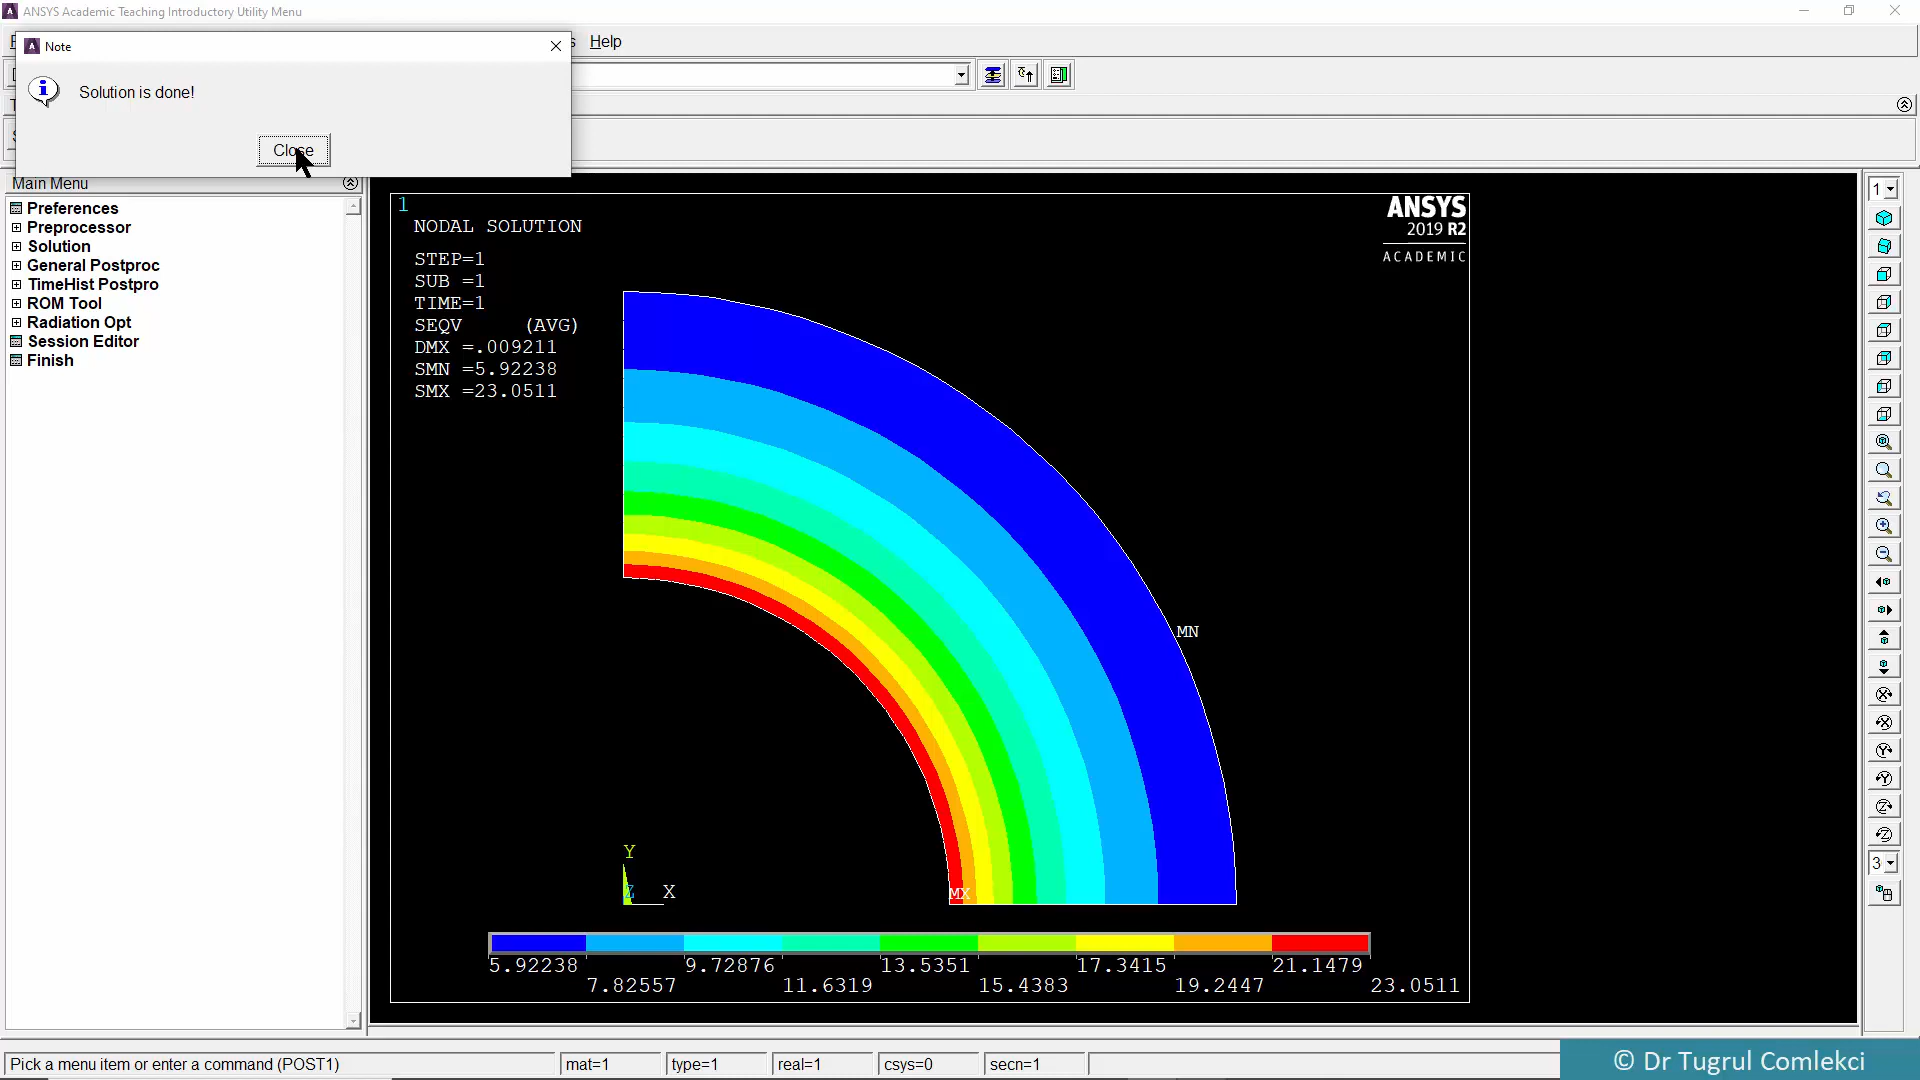 ANSYS Academic Teaching Introductory Utility Menu
Note
Help
Solution is done!
Close
Main Menu
Preferences
Preprocessor
Solution
General Postproc
TimeHist Postpro
ROM Tool
Radiation Opt
Session Editor
Finish
1
NODAL SOLUTION
STEP=1
SUB =1
TIME=1
SEQV (AVG)
DMX =.009211
SMN =5.92238
SMX =23.0511
ANSYS
2019 R2
ACADEMIC
1
MN
MX
Y
Z X
3
5.92238 9.72876 13.5351 17.3415 21.1479
7.82557 11.6319 15.4383 19.2447 23.0511
Pick a menu item or enter a command (POST1) mat=1 type=1 real=1 csys=0 secn=1
© Dr Tugrul Comlekci